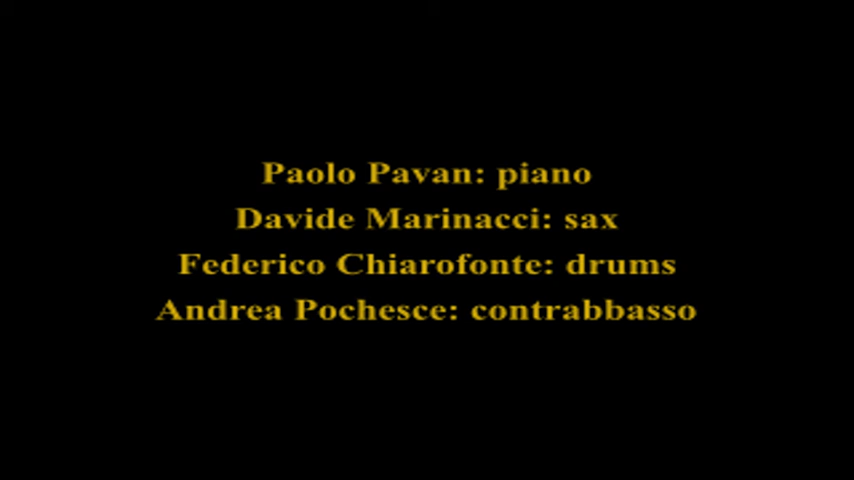 Paolo Pavan: piano
Davide Marinacci: sax
Federico Chiarofonte: drums
Andrea Pochesce: contrabbasso